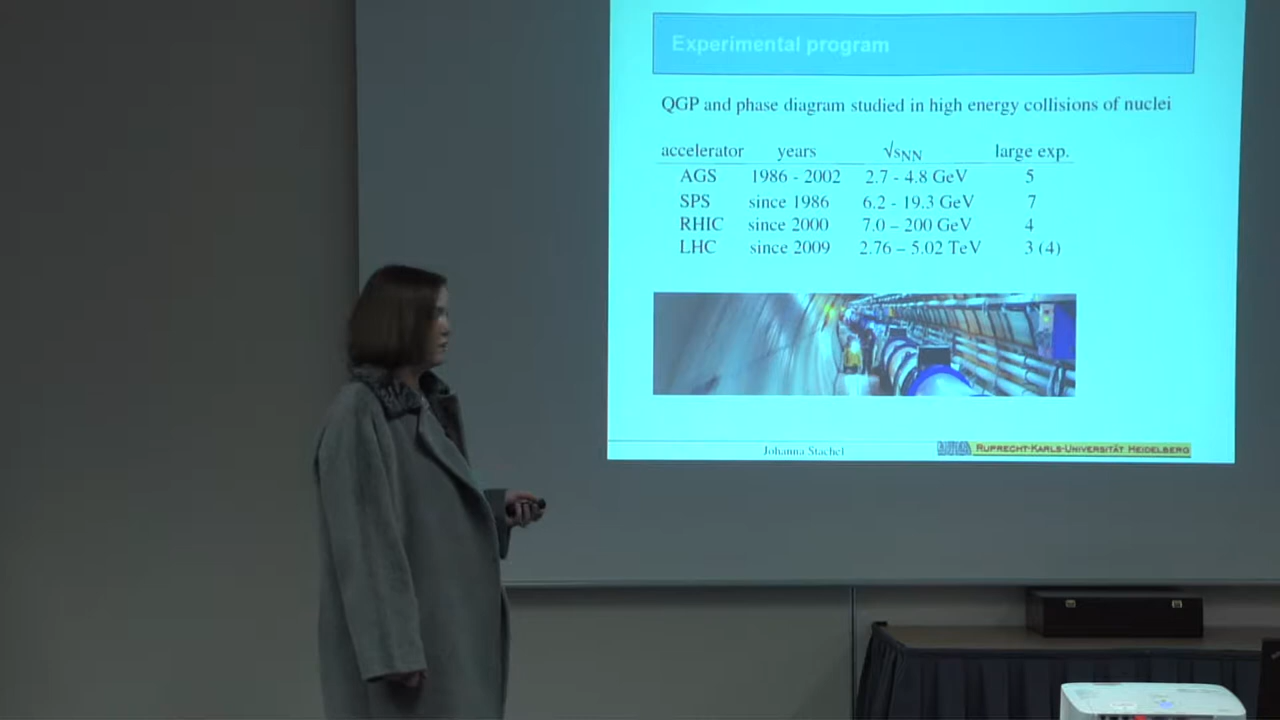 Experimental program
QGP and phase diagram studied in high energy collisions of nuclei
accelerator years √sNN large exp.
AGS 1986 - 2002 2.7 - 4.8 GeV 5
SPS since 1986 6.2 - 19.3 GeV 7
RHIC since 2000 7.0 – 200 GeV 4
LHC since 2009 2.76 – 5.02 TeV 3 (4)
Johanna Stachel RUPRECHT-KARLS-UNIVERSITÄT HEIDELBERG